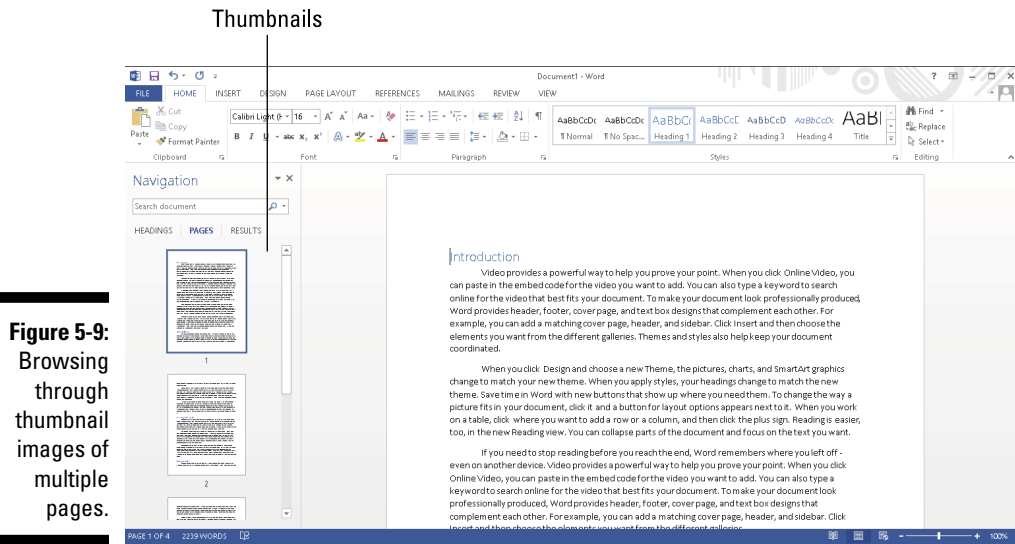 Thumbnails
Document1 - Word
?
FILE HOME INSERT DESIGN PAGE LAYOUT REFERENCES MAILINGS REVIEW VIEW
Paste
Cut
Copy
Format Painter
Calibri Light (H 16 A A Aa
B I U abc X₂ X² A ab A
AaBbCcDc AaBbCcDc AaBbC( AaBbCcE AaBbCcD AaBbCcDc AaBl
¶ Normal ¶ No Spac... Heading 1 Heading 2 Heading 3 Heading 4 Title
Find
Replace
Select
Clipboard Font Paragraph Styles Editing
Navigation
Search document
HEADINGS PAGES RESULTS
1
2
Introduction
Video provides a powerful way to help you prove your point. When you click Online Video, you
can paste in the embed code for the video you want to add. You can also type a keyword to search
online for the video that best fits your document. To make your document look professionally produced,
Word provides header, footer, cover page, and text box designs that complement each other. For
example, you can add a matching cover page, header, and sidebar. Click Insert and then choose the
elements you want from the different galleries. Themes and styles also help keep your document
coordinated.
When you click Design and choose a new Theme, the pictures, charts, and SmartArt graphics
change to match your new theme. When you apply styles, your headings change to match the new
theme. Save time in Word with new buttons that show up where you need them. To change the way a
picture fits in your document, click it and a button for layout options appears next to it. When you work
on a table, click where you want to add a row or a column, and then click the plus sign. Reading is easier,
too, in the new Reading view. You can collapse parts of the document and focus on the text you want.
If you need to stop reading before you reach the end, Word remembers where you left off -
even on another device. Video provides a powerful way to help you prove your point. When you click
Online Video, you can paste in the embed code for the video you want to add. You can also type a
keyword to search online for the video that best fits your document. To make your document look
professionally produced, Word provides header, footer, cover page, and text box designs that
complement each other. For example, you can add a matching cover page, header, and sidebar. Click
Insert and then choose the elements you want from the different galleries.
PAGE 1 OF 4 2239 WORDS 100%
Figure 5-9:
Browsing
through
thumbnail
images of
multiple
pages.